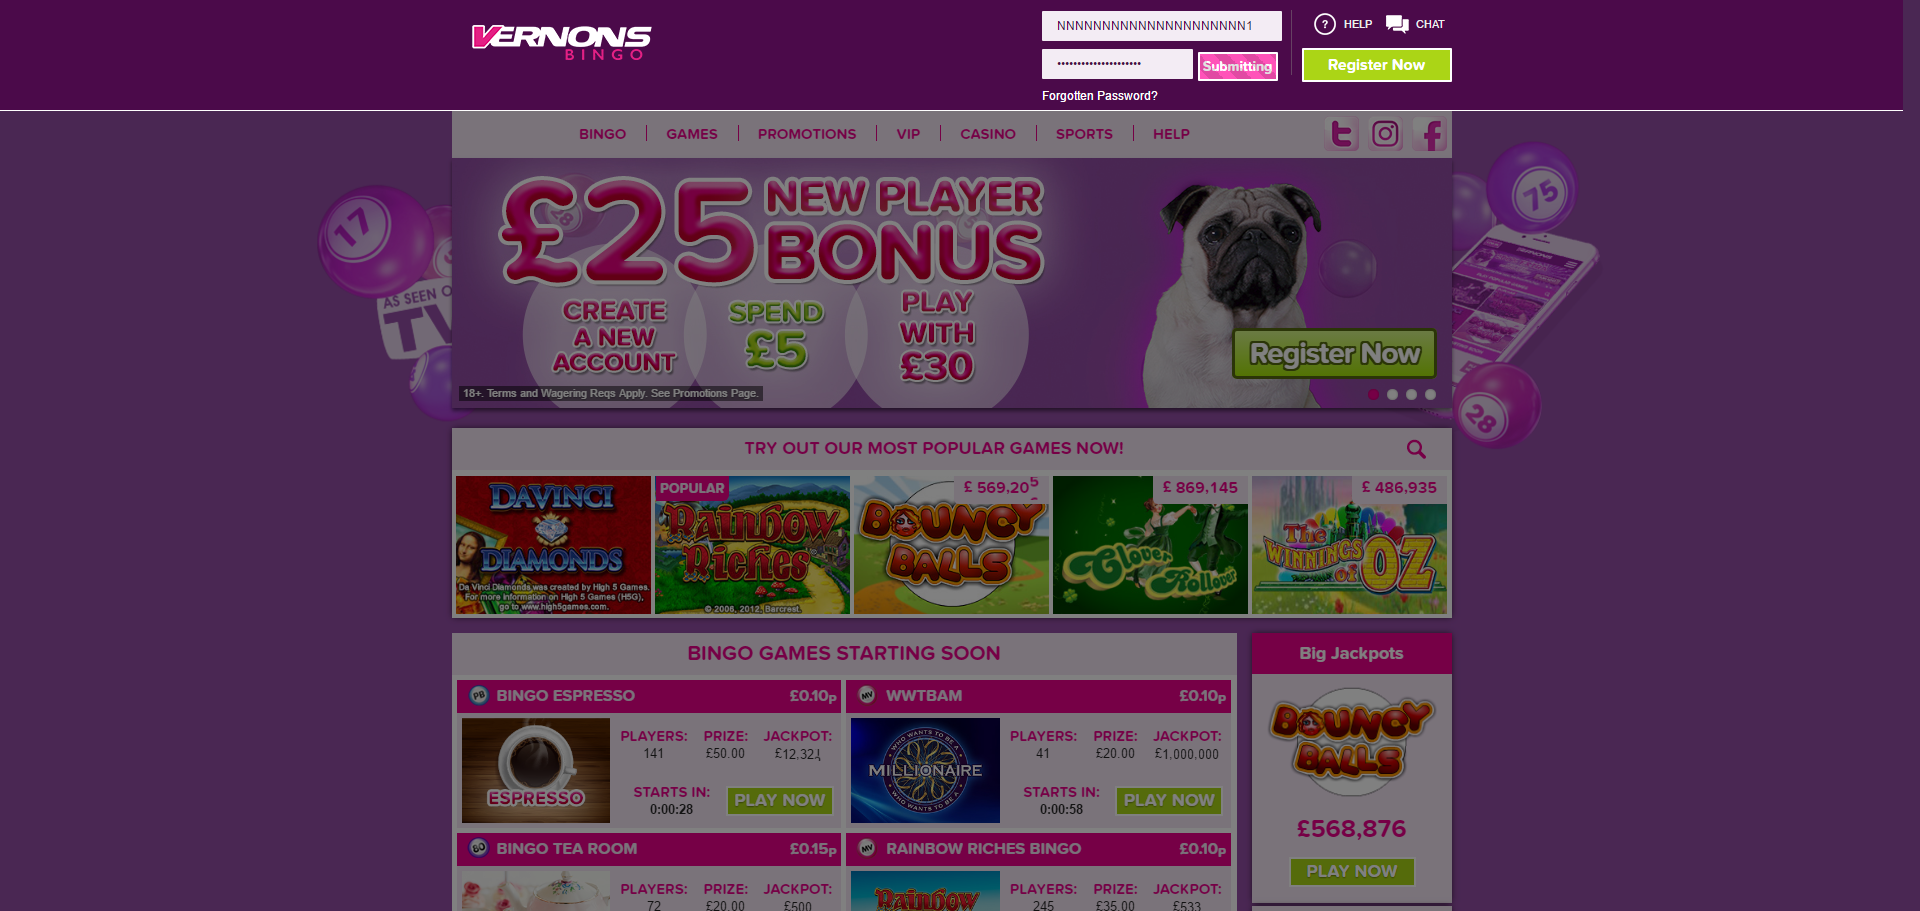 VERNONS
BINGO
NNNNNNNNNNNNNNNNNNNNN1
Submitting
Forgotten Password?
? HELP
CHAT
Register Now
BINGO
GAMES
PROMOTIONS
VIP
CASINO
SPORTS
HELP
17
AS SEEN O
TV
75
28
£25 NEW PLAYER
BONUS
CREATE
A NEW
ACCOUNT
SPEND
£5
PLAY
WITH
£30
Register Now
18+. Terms and Wagering Reqs Apply. See Promotions Page.
TRY OUT OUR MOST POPULAR GAMES NOW!
DAVINCI
DIAMONDS
Da Vinci Diamonds was created by High 5 Games.
For more information on High 5 Games (H5G),
go to www.high5games.com.
POPULAR
Rainbow
Riches
© 2006, 2012, Barcrest.
£ 569,205
BOUNCY
BALLS
£ 869,145
Clover
Rollover
£ 486,935
The
WINNINGS
of OZ
BINGO GAMES STARTING SOON
BINGO ESPRESSO
£0.10p
PLAYERS:
141
PRIZE:
£50.00
JACKPOT:
ESPRESSO
STARTS IN:
0:00:28
PLAY NOW
MV
WWTBAM
£0.10p
WHO WANTS TO BE A
MILLIONAIRE
WHO WANTS TO BE A
PLAYERS:
41
PRIZE:
£20.00
JACKPOT:
£1,000,000
STARTS IN:
0:00:58
PLAY NOW
BINGO TEA ROOM
£0.15p
PLAYERS:
72
PRIZE:
£20.00
JACKPOT:
£500
MV
RAINBOW RICHES BINGO
£0.10p
Rainbow
PLAYERS:
245
PRIZE:
£35.00
JACKPOT:
£533
Big Jackpots
BOUNCY
BALLS
£568,876
PLAY NOW